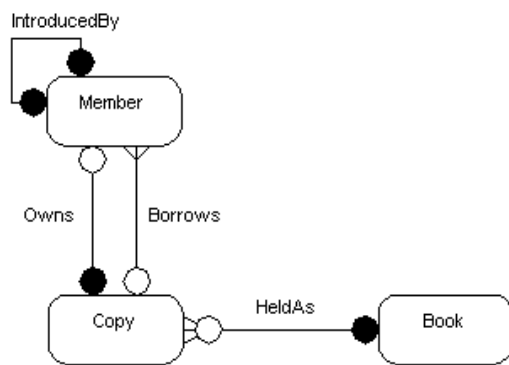 IntroducedBy
Member
Owns
Borrows
HeldAs
Copy
Book